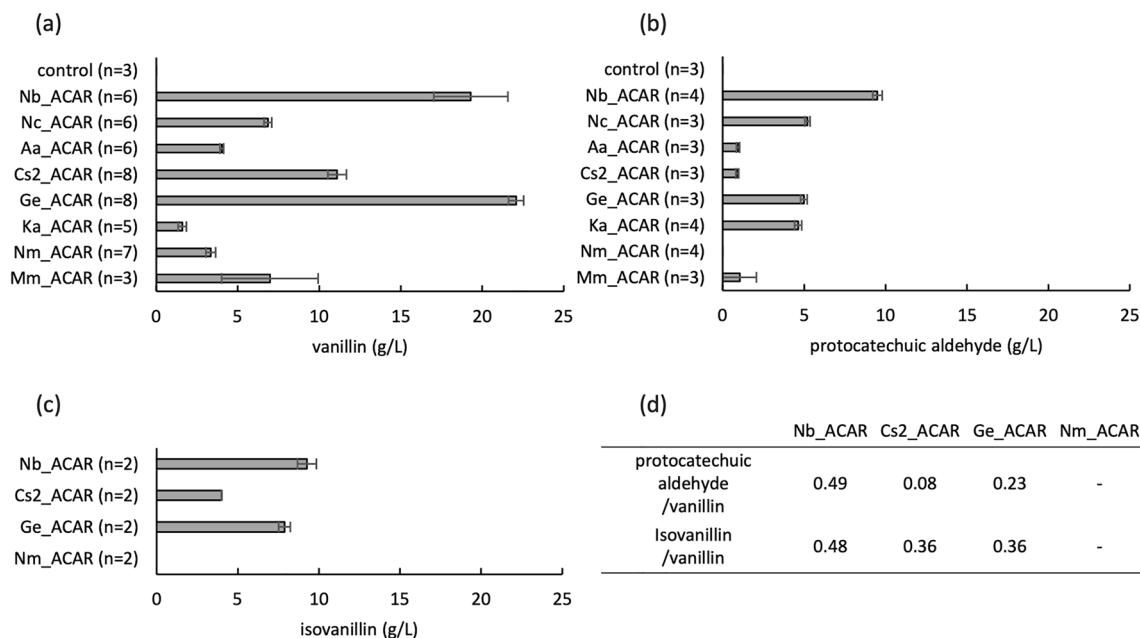 (a)
control (n=3)
Nb_ACAR (n=6)
Nc_ACAR (n=6)
Aa_ACAR (n=6)
Cs2_ACAR (n=8)
Ge_ACAR (n=8)
Ka_ACAR (n=5)
Nm_ACAR (n=7)
Mm_ACAR (n=3)
0 5 10 15 20 25
vanillin (g/L)
(b)
control (n=3)
Nb_ACAR (n=4)
Nc_ACAR (n=3)
Aa_ACAR (n=3)
Cs2_ACAR (n=3)
Ge_ACAR (n=3)
Ka_ACAR (n=4)
Nm_ACAR (n=4)
Mm_ACAR (n=3)
0 5 10 15 20 25
protocatechuic aldehyde (g/L)
(c)
Nb_ACAR (n=2)
Cs2_ACAR (n=2)
Ge_ACAR (n=2)
Nm_ACAR (n=2)
0 5 10 15 20 25
isovanillin (g/L)
(d)
Nb_ACAR Cs2_ACAR Ge_ACAR Nm_ACAR
protocatechuic
aldehyde
/vanillin
0.49 0.08 0.23 -
Isovanillin
/vanillin
0.48 0.36 0.36 -